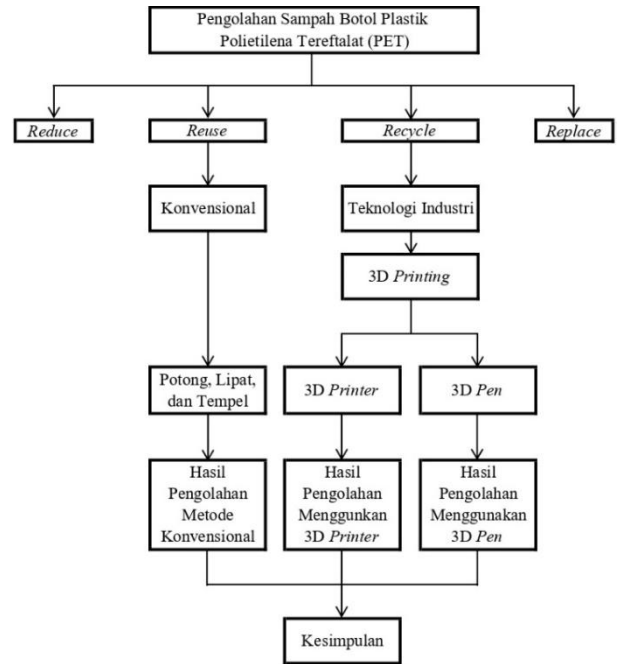 Pengolahan Sampah Botol Plastik
Polietilena Tereftalat (PET)
Reduce
Reuse
Recycle
Replace
Konvensional
Teknologi Industri
3D Printing
Potong, Lipat,
dan Tempel
3D Printer
3D Pen
Hasil
Pengolahan
Metode
Konvensional
Hasil
Pengolahan
Menggunkan
3D Printer
Hasil
Pengolahan
Menggunakan
3D Pen
Kesimpulan